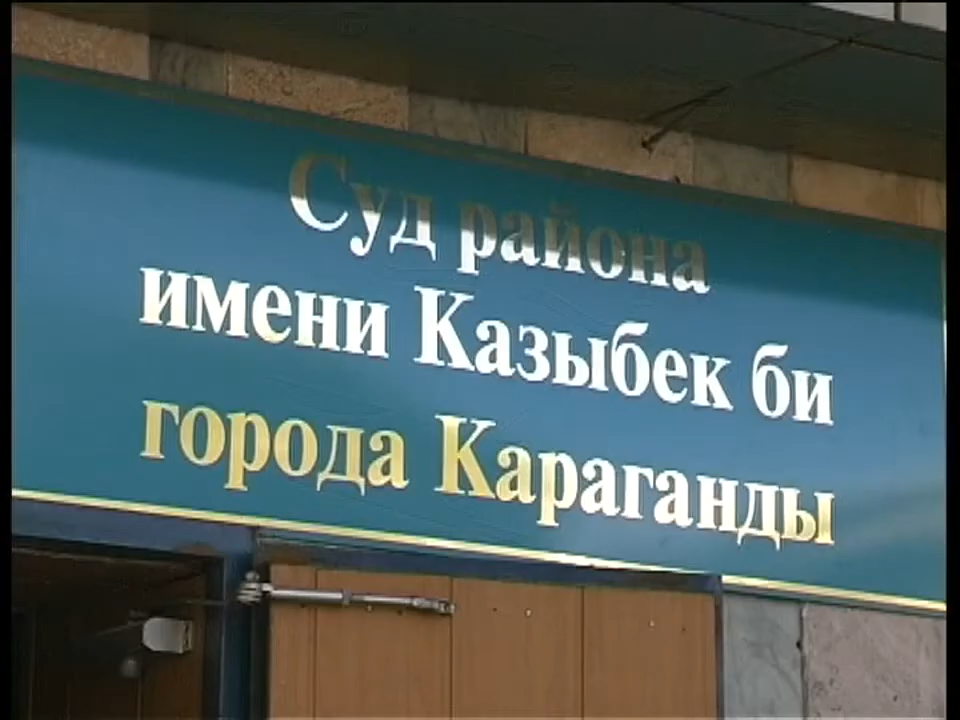 Суд района
имени Казыбек би
города Караганды